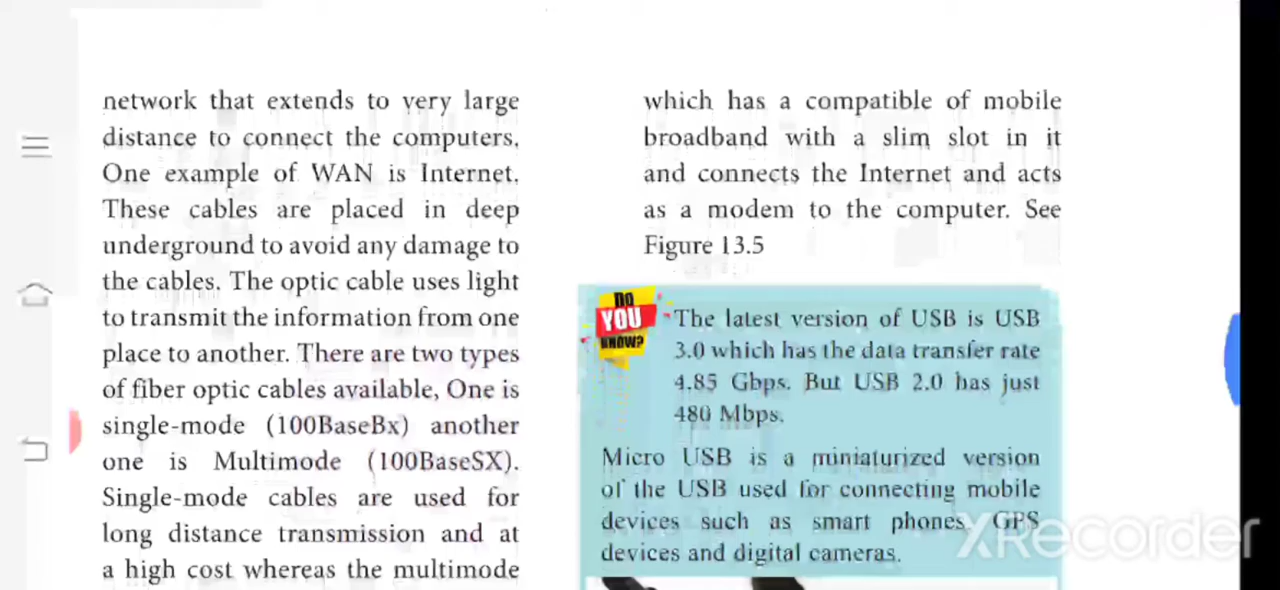 network that extends to very large
distance to connect the computers.
One example of WAN is Internet.
These cables are placed in deep
underground to avoid any damage to
the cables. The optic cable uses light
to transmit the information from one
place to another. There are two types
of fiber optic cables available, One is
single-mode (100BaseBx) another
one is Multimode (100BaseSX).
Single-mode cables are used for
long distance transmission and at
a high cost whereas the multimode
which has a compatible of mobile
broadband with a slim slot in it
and connects the Internet and acts
as a modem to the computer. See
Figure 13.5
DO
YOU
KNOW?
The latest version of USB is USB
3.0 which has the data transfer rate
4.85 Gbps. But USB 2.0 has just
480 Mbps.
Micro USB is a miniaturized version
of the USB used for connecting mobile
devices such as smart phones, GPS
devices and digital cameras.
XRecorder